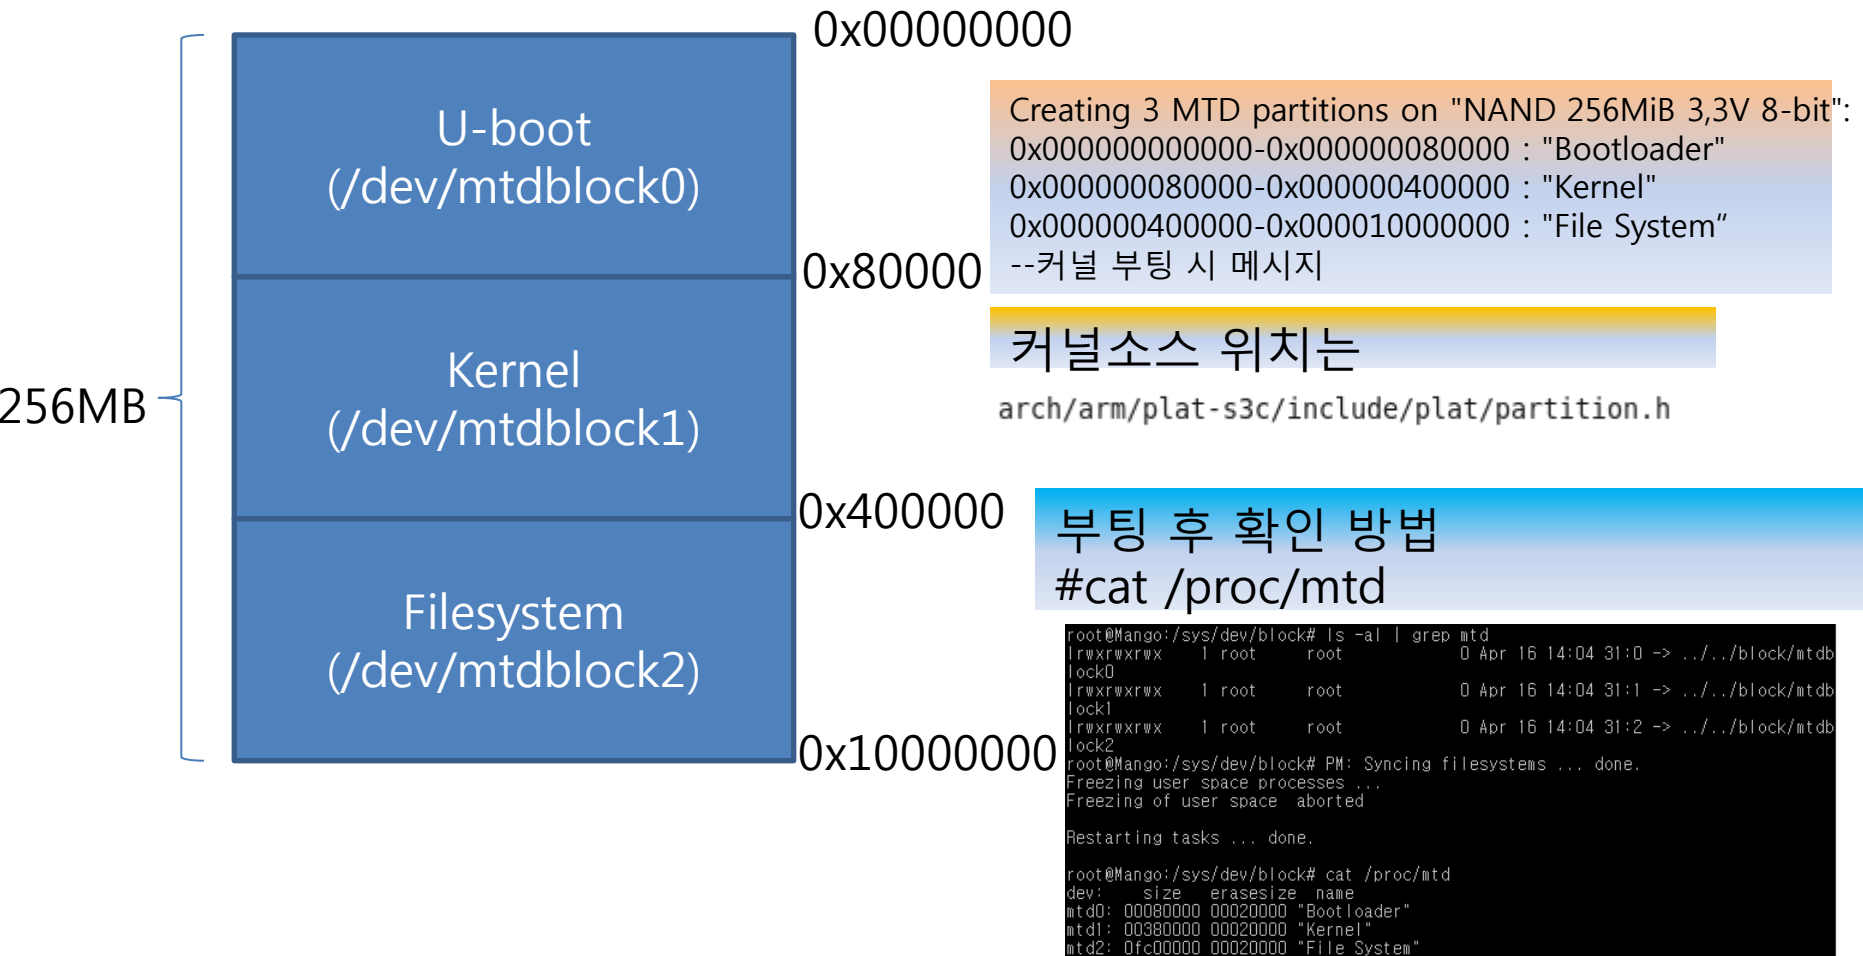 0x00000000
U-boot
(/dev/mtdblock0)
0x80000
Kernel
(/dev/mtdblock1)
256MB
0x400000
Filesystem
(/dev/mtdblock2)
0x10000000
Creating 3 MTD partitions on "NAND 256MiB 3,3V 8-bit":
0x000000000000-0x000000080000 : "Bootloader"
0x000000080000-0x000000400000 : "Kernel"
0x000000400000-0x000010000000 : "File System“
--커널 부팅 시 메시지
커널소스 위치는
arch/arm/plat-s3c/include/plat/partition.h
부팅 후 확인 방법
#cat /proc/mtd
root@Mango:/sys/dev/block# ls -al | grep mtd
lrwxrwxrwx    1 root     root            0 Apr 16 14:04 31:0 -> ../../block/mtdb
lock0
lrwxrwxrwx    1 root     root            0 Apr 16 14:04 31:1 -> ../../block/mtdb
lock1
lrwxrwxrwx    1 root     root            0 Apr 16 14:04 31:2 -> ../../block/mtdb
lock2
root@Mango:/sys/dev/block# PM: Syncing filesystems ... done.
Freezing user space processes ...
Freezing of user space  aborted
Restarting tasks ... done.
root@Mango:/sys/dev/block# cat /proc/mtd
dev:    size   erasesize  name
mtd0: 00080000 00020000 "Bootloader"
mtd1: 00380000 00020000 "Kernel"
mtd2: 0fc00000 00020000 "File System"